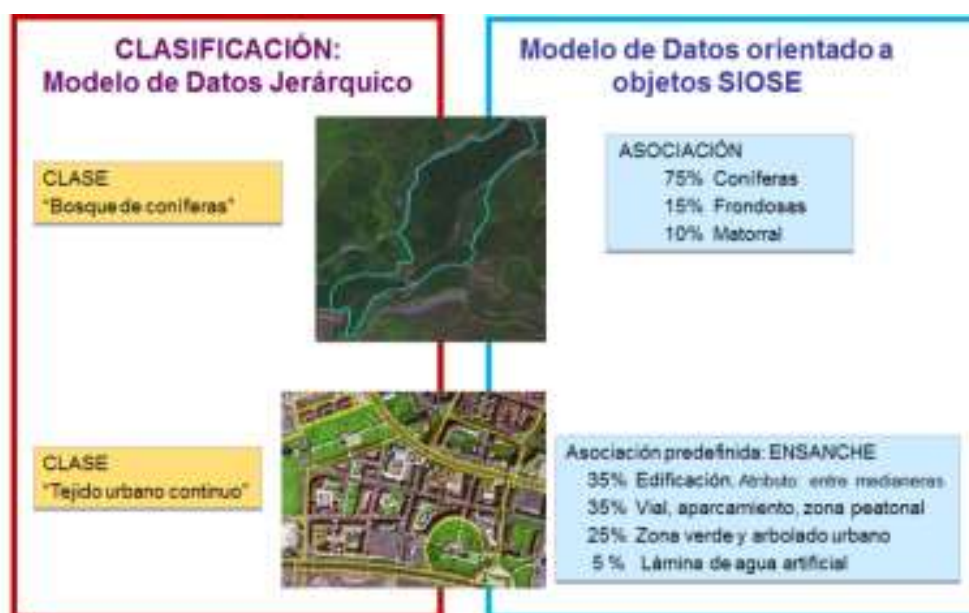 CLASIFICACIÓN:
Modelo de Datos Jerárquico
CLASE
"Bosque de coníferas"
CLASE
"Tejido urbano continuo"
Modelo de Datos orientado a
objetos SIOSE
ASOCIACIÓN
75% Coníferas
15% Frondosas
10% Matorral
Asociación predefinida: ENSANCHE
35% Edificación, Atributo: entre medianeras
35% Vial, aparcamiento, zona peatonal
25% Zona verde y arbolado urbano
5 % Lámina de agua artificial